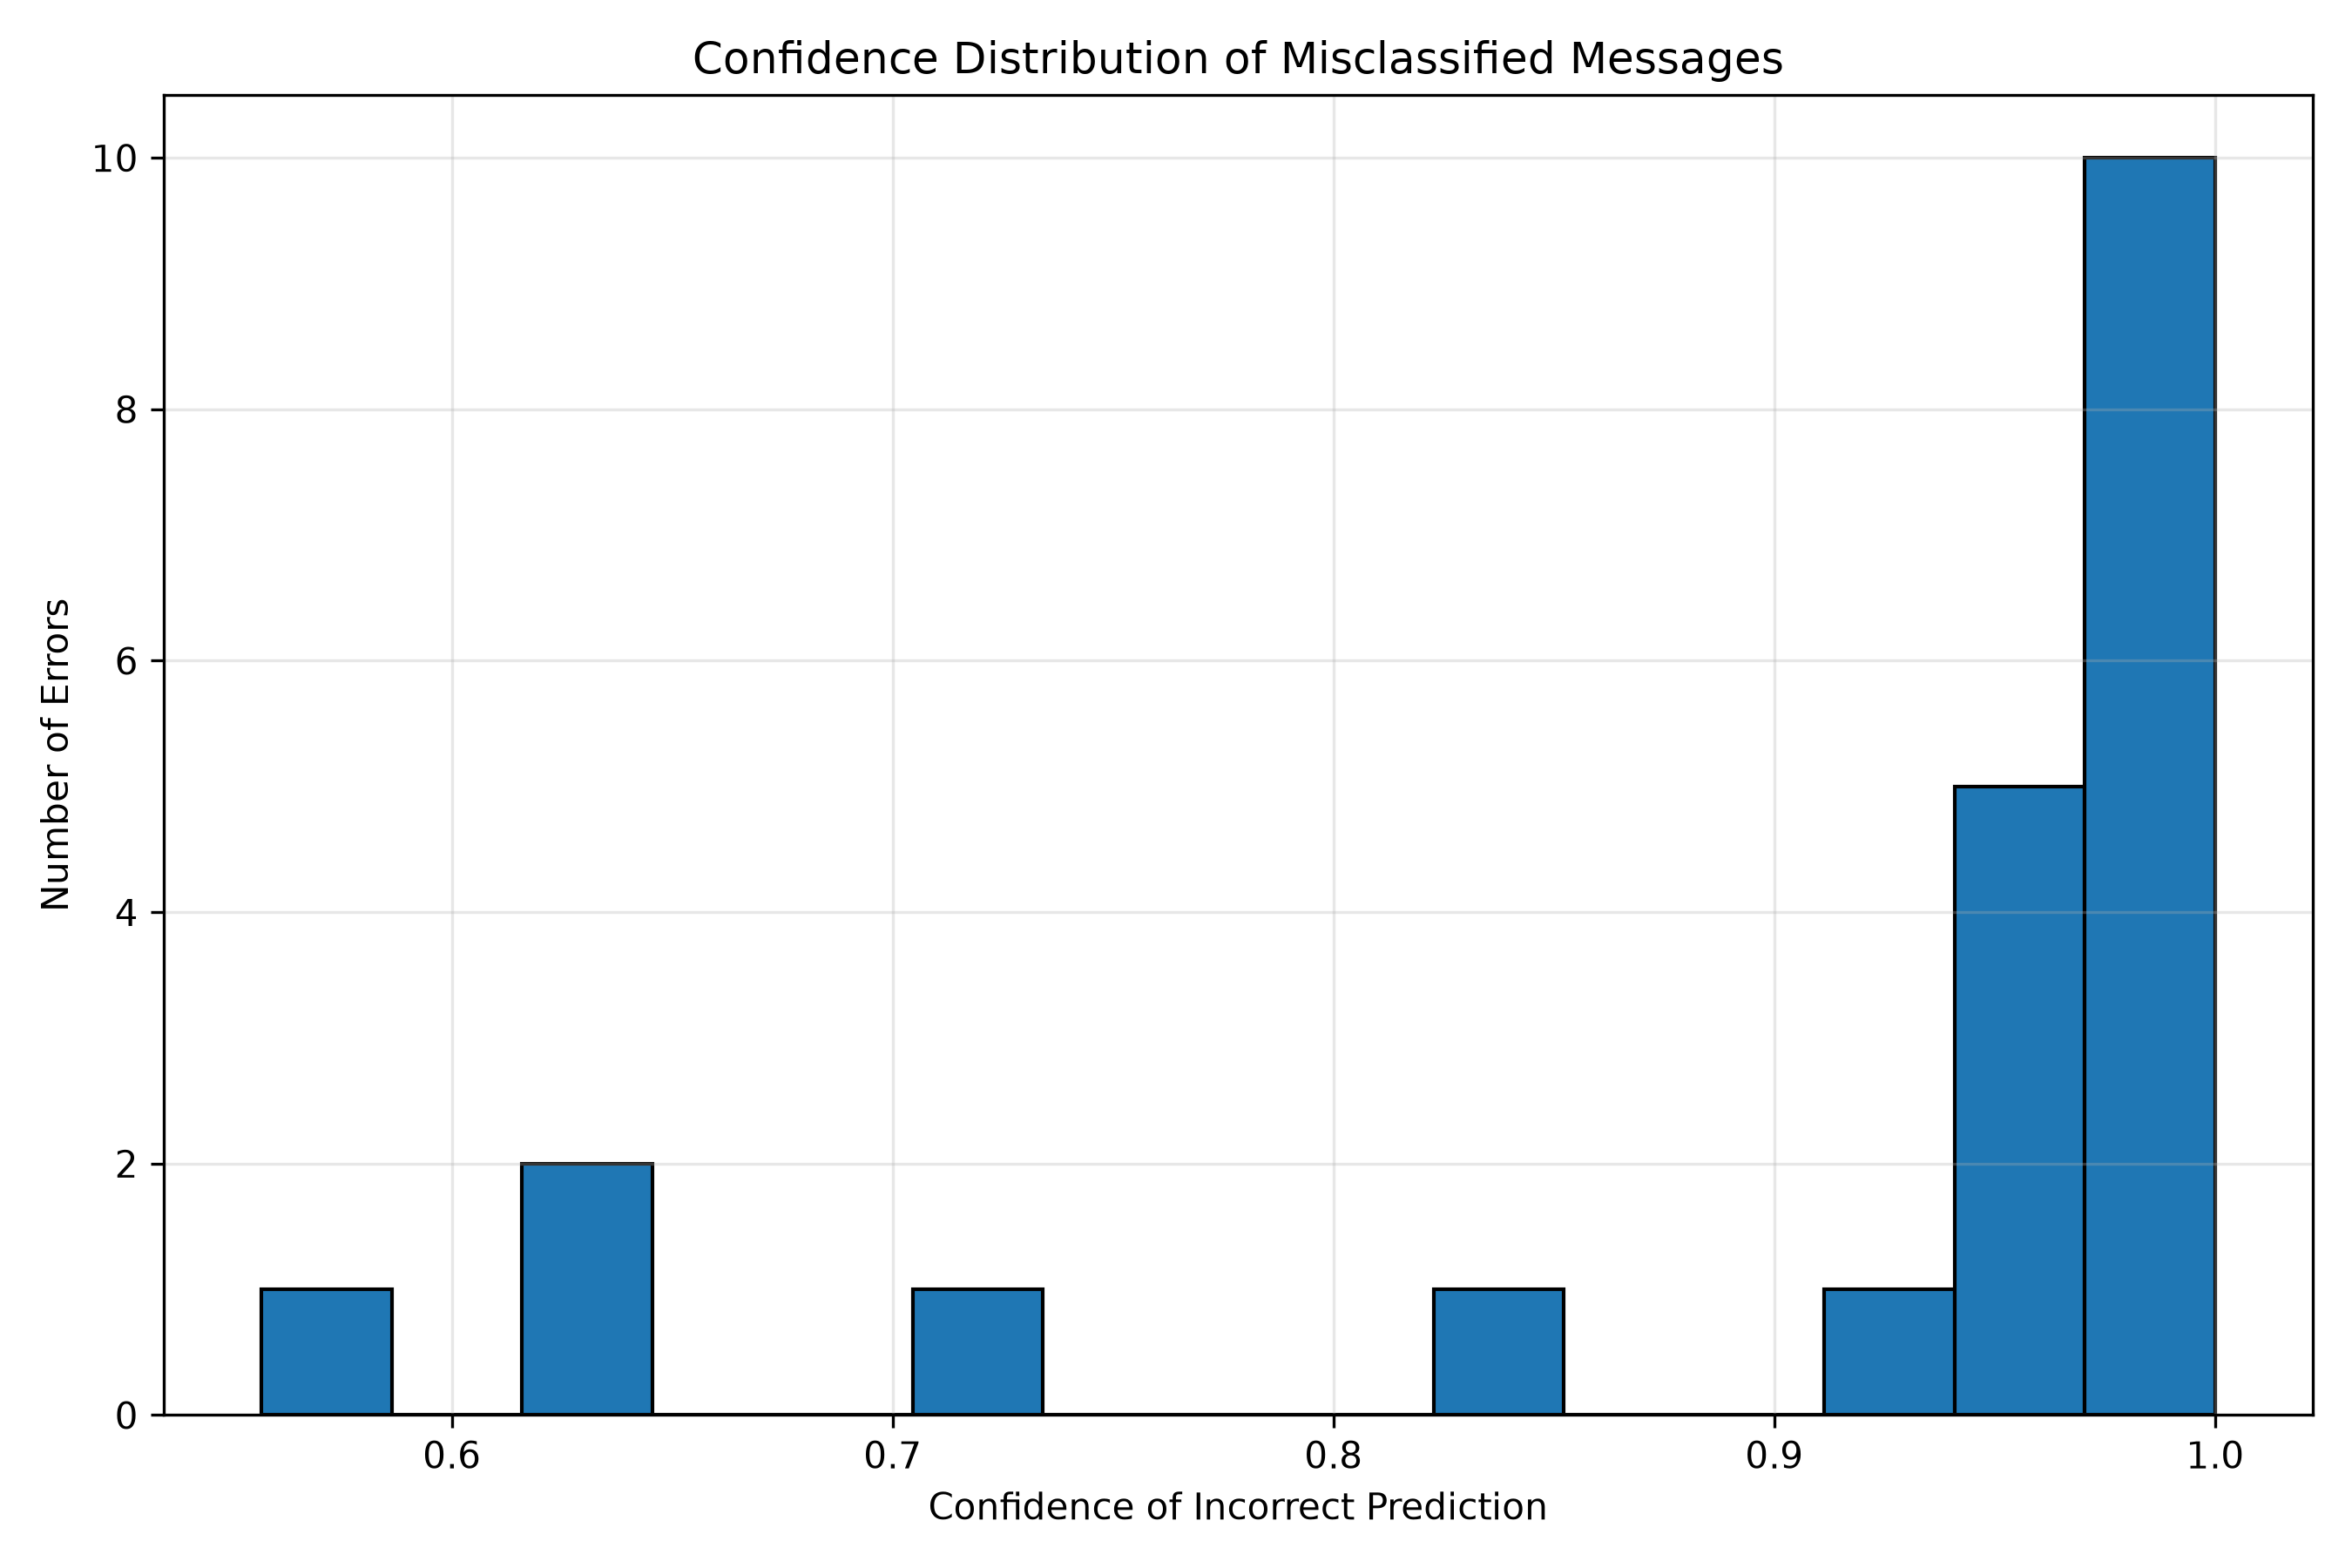 Confidence Distribution of Misclassified Messages
10
8
6
4
2
0
Number of Errors
0.6 0.7 0.8 0.9 1.0
Confidence of Incorrect Prediction